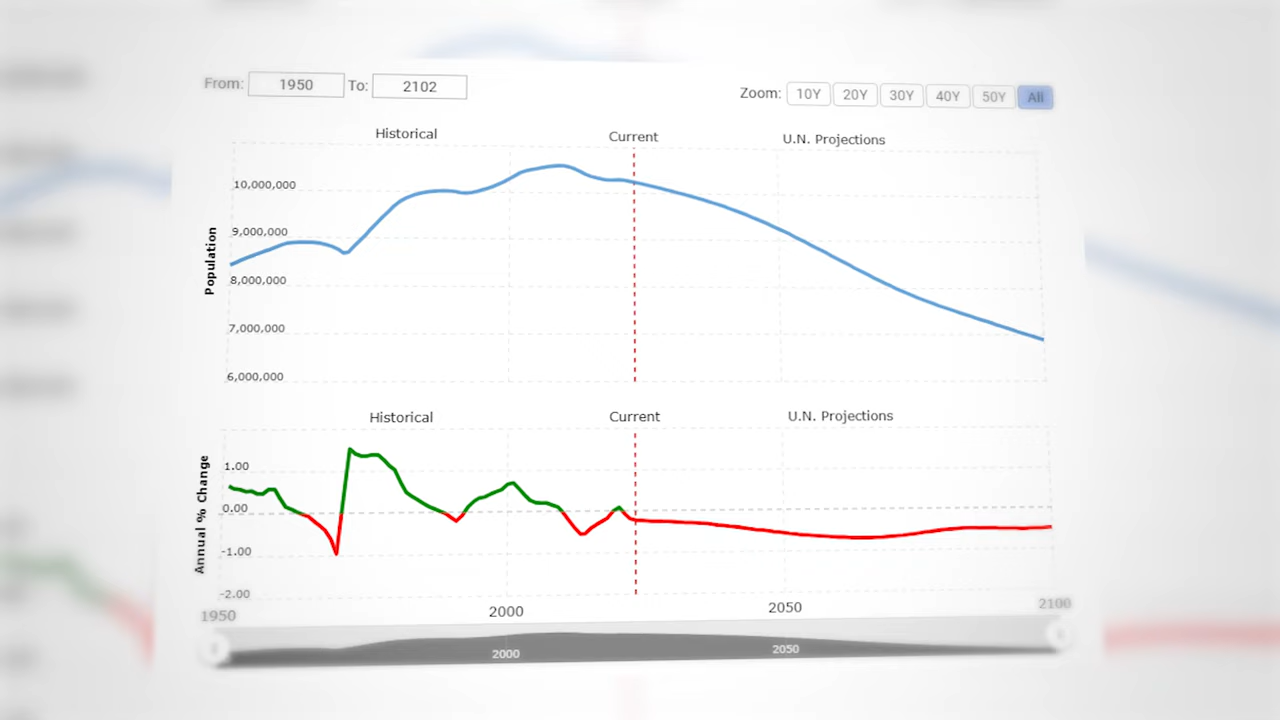 From: 1950 To: 2102
Zoom: 10Y 20Y 30Y 40Y 50Y All
Historical Current U.N. Projections
Population
10,000,000
9,000,000
8,000,000
7,000,000
6,000,000
Historical Current U.N. Projections
Annual % Change
1.00
0.00
-1.00
-2.00
1950 2000 2050 2100
2000 2050